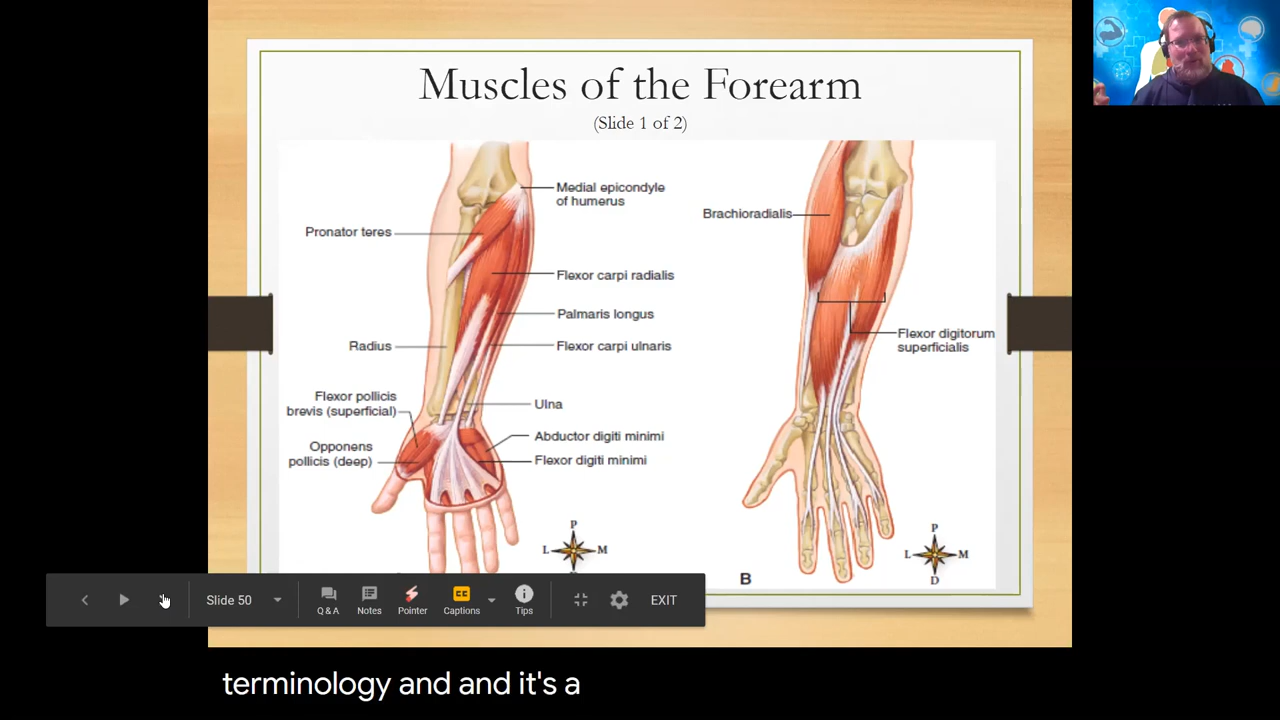 Muscles of the Forearm
(Slide 1 of 2)
Medial epicondyle
of humerus
Pronator teres
Flexor carpi radialis
Palmaris longus
Radius
Flexor carpi ulnaris
Flexor pollicis
brevis (superficial)
Ulna
Opponens
pollicis (deep)
Abductor digiti minimi
Flexor digiti minimi
P
L
M
Brachioradialis
Flexor digitorum
superficialis
P
L
M
D
B
Slide 50
Q & A
Notes
Pointer
CC
Captions
Tips
EXIT
terminology and and it's a